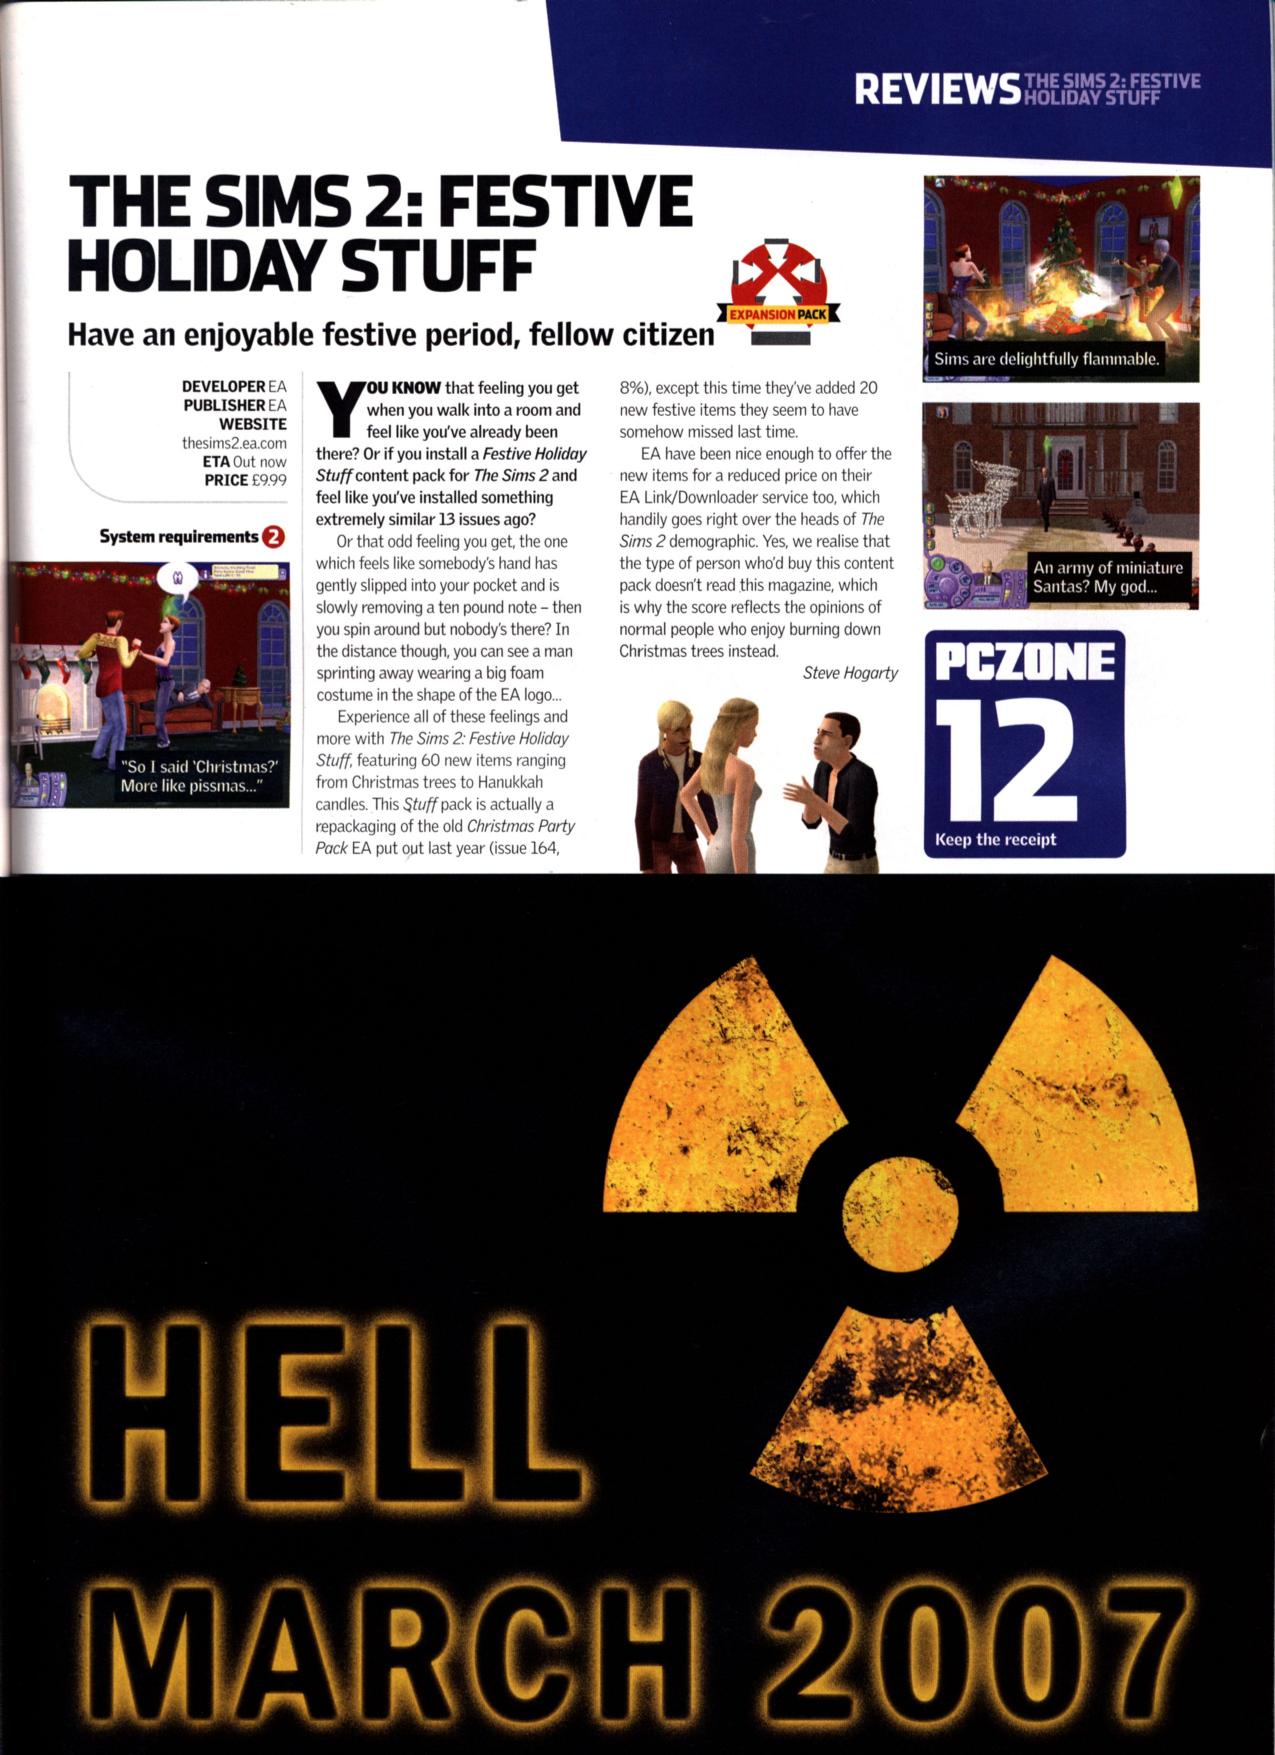 REVIEWS THE SIMS 2: FESTIVE
HOLIDAY STUFF
THE SIMS 2: FESTIVE
HOLIDAY STUFF
EXPANSION PACK
Have an enjoyable festive period, fellow citizen
DEVELOPER EA
PUBLISHER EA
WEBSITE
thesims2.ea.com
ETA Out now
PRICE £9.99
System requirements 2
"So I said 'Christmas?'
More like pissmas..."
YOU KNOW that feeling you get
when you walk into a room and
feel like you've already been
there? Or if you install a Festive Holiday
Stuff content pack for The Sims 2 and
feel like you've installed something
extremely similar 13 issues ago?
Or that odd feeling you get, the one
which feels like somebody's hand has
gently slipped into your pocket and is
slowly removing a ten pound note – then
you spin around but nobody's there? In
the distance though, you can see a man
sprinting away wearing a big foam
costume in the shape of the EA logo...
Experience all of these feelings and
more with The Sims 2: Festive Holiday
Stuff, featuring 60 new items ranging
from Christmas trees to Hanukkah
candles. This Stuff pack is actually a
repackaging of the old Christmas Party
Pack EA put out last year (issue 164,
8%), except this time they've added 20
new festive items they seem to have
somehow missed last time.
EA have been nice enough to offer the
new items for a reduced price on their
EA Link/Downloader service too, which
handily goes right over the heads of The
Sims 2 demographic. Yes, we realise that
the type of person who'd buy this content
pack doesn't read this magazine, which
is why the score reflects the opinions of
normal people who enjoy burning down
Christmas trees instead.
Steve Hogarty
Sims are delightfully flammable.
An army of miniature
Santas? My god...
PCZONE
12
Keep the receipt
HELL
MARCH 2007